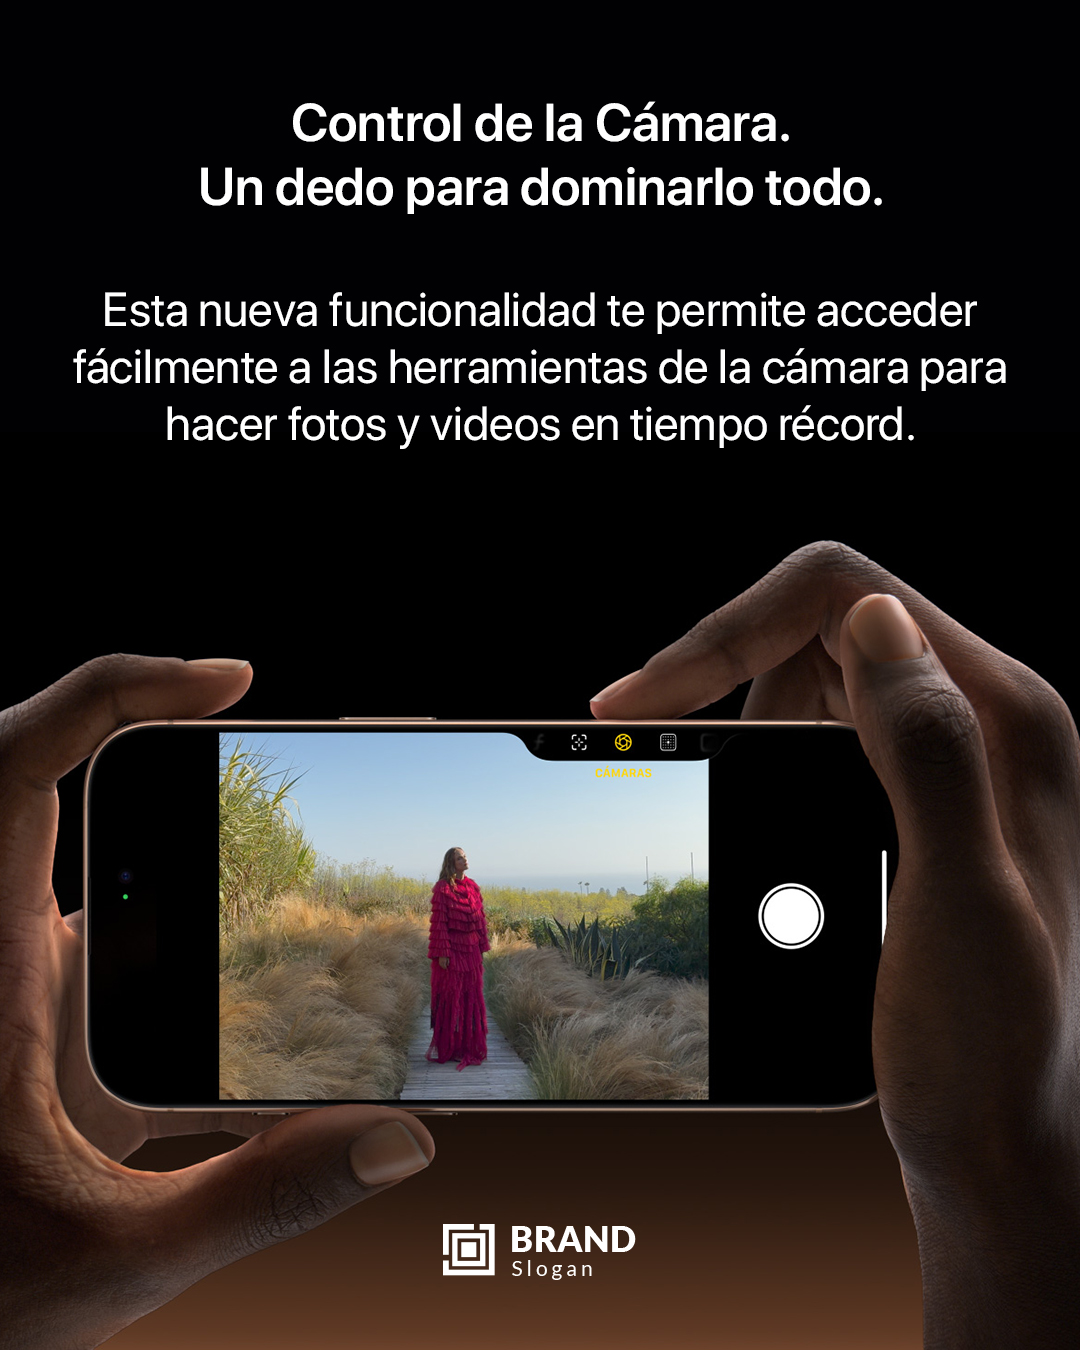 Control de la Cámara.
Un dedo para dominarlo todo.
Esta nueva funcionalidad te permite acceder
fácilmente a las herramientas de la cámara para
hacer fotos y videos en tiempo récord.
CÁMARAS
BRAND
Slogan